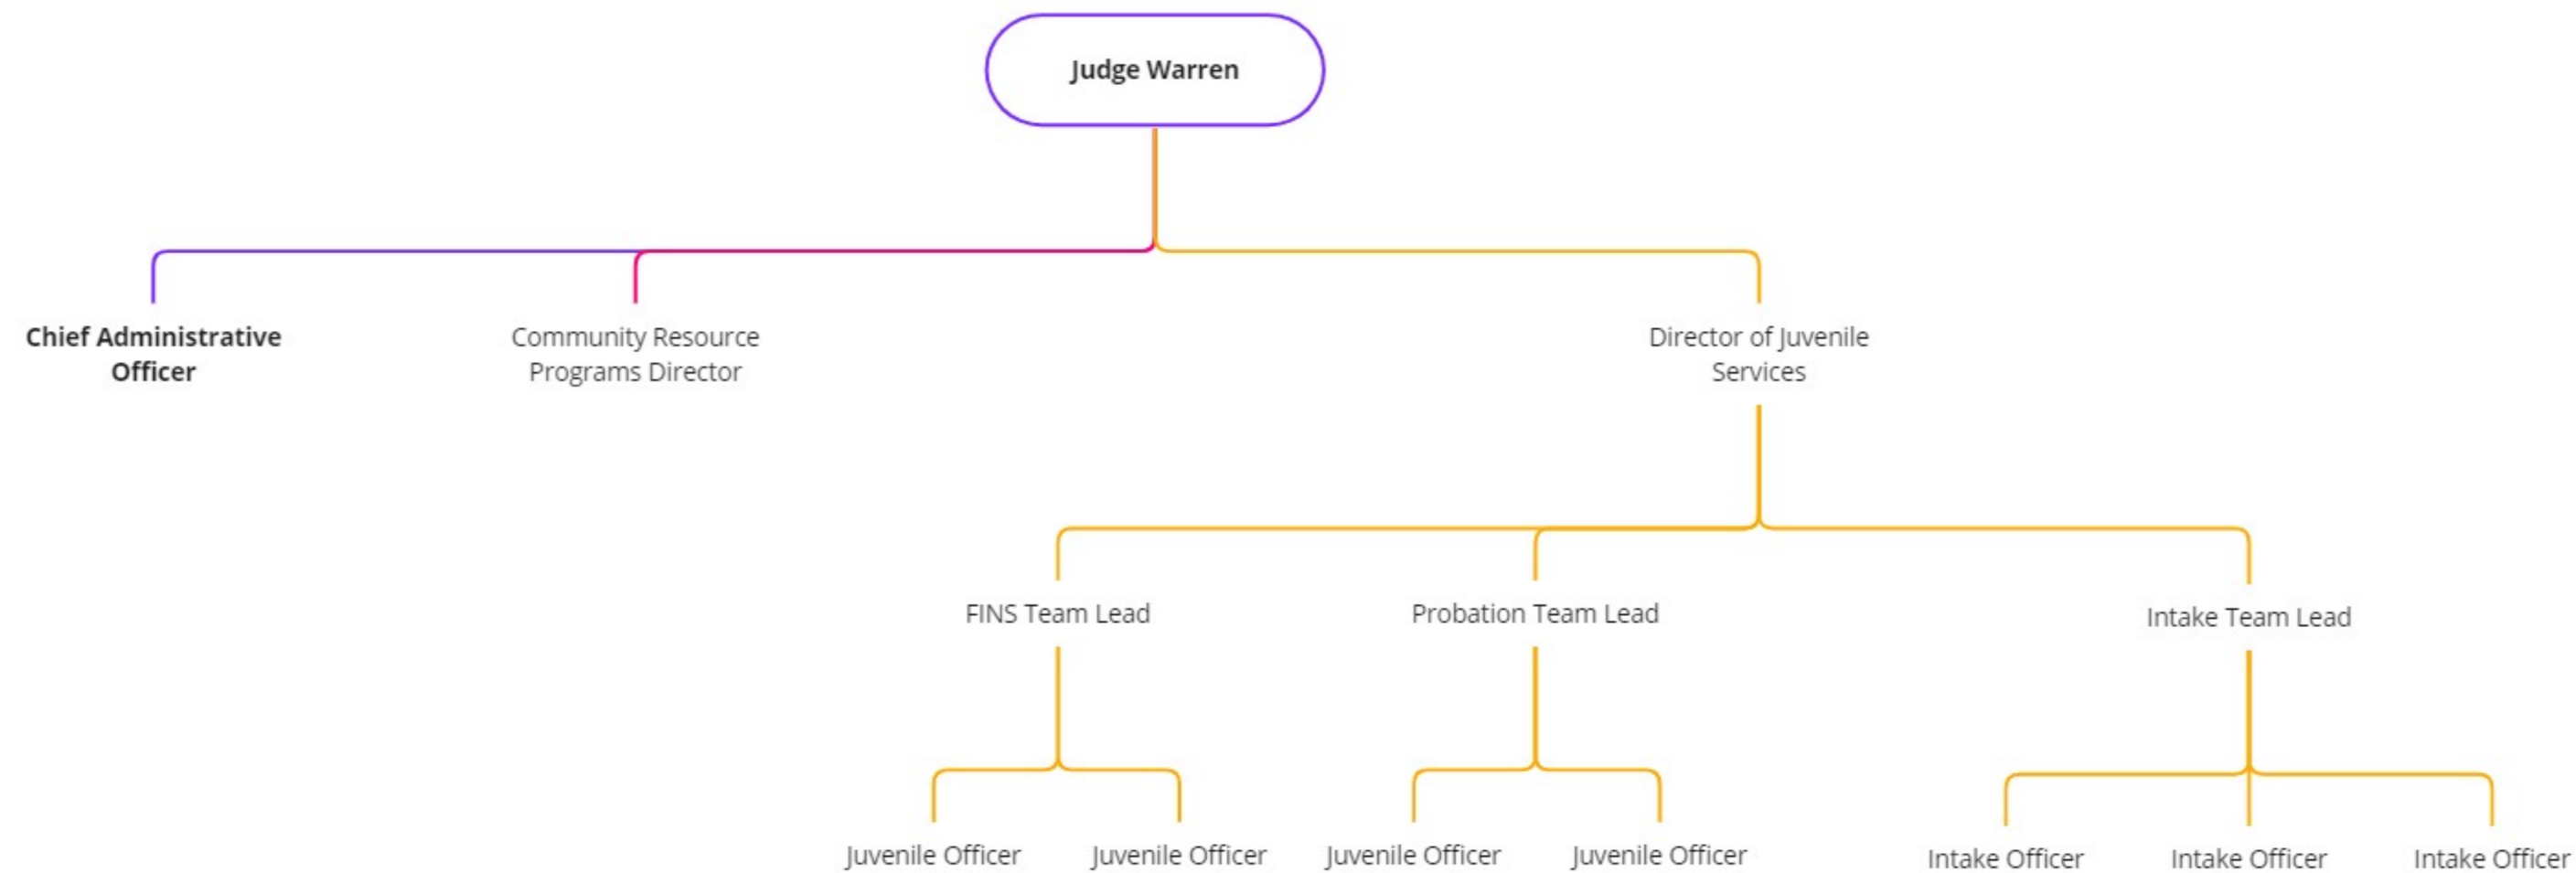 Judge Warren
Chief Administrative
Officer
Community Resource
Programs Director
Director of Juvenile
Services
FINS Team Lead
Probation Team Lead
Intake Team Lead
Juvenile Officer
Juvenile Officer
Juvenile Officer
Juvenile Officer
Intake Officer
Intake Officer
Intake Officer